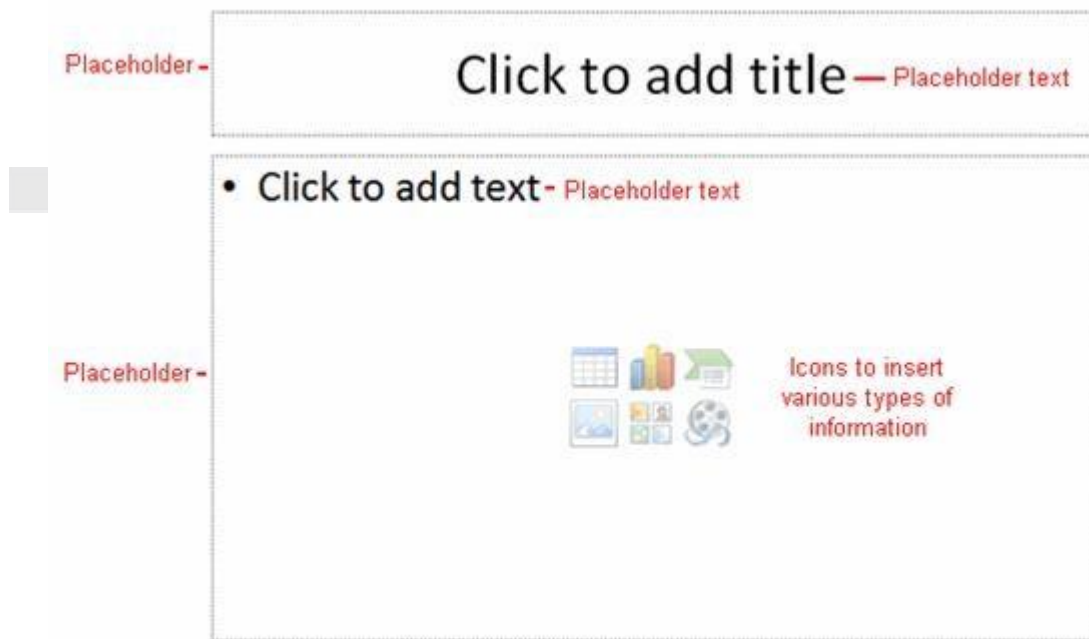 Placeholder
Click to add title
Placeholder text
• Click to add text
Placeholder text
Placeholder
Icons to insert
various types of
information